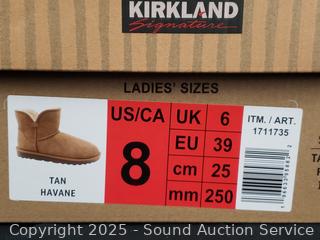 KIRKLAND
Signature
LADIES' SIZES
US/CA
8
UK 6
EU 39
cm 25
mm 250
ITM. / ART.
1711735
TAN
HAVANE
Copyright 2025 - Sound Auction Service